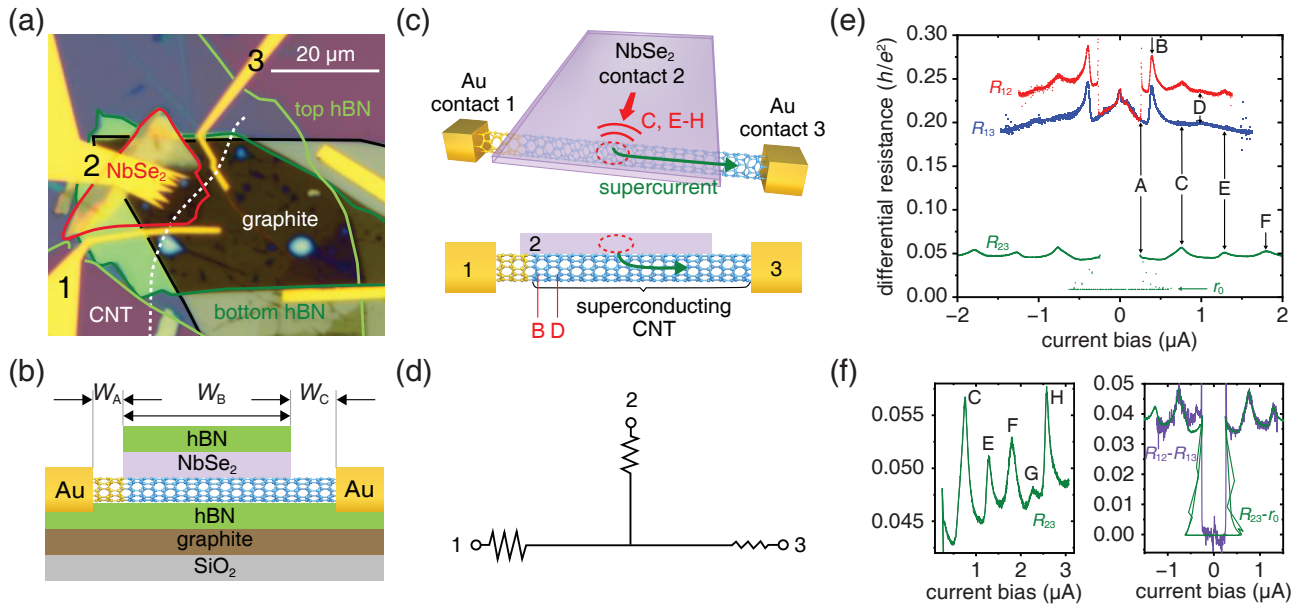 (a)
20 μm
3
top hBN
2
NbSe2
graphite
1
CNT
bottom hBN
(b)
WA
WB
WC
hBN
NbSe2
Au
Au
hBN
graphite
SiO2
(c)
NbSe2
contact 2
Au
contact 1
C, E-H
Au
contact 3
supercurrent
2
1
3
superconducting
CNT
B D
(d)
2
1
3
(e)
differential resistance (h/e²)
0.30
0.25
0.20
0.15
0.10
0.05
0.00
R12
R13
R23
B
D
A
C
E
F
r0
−2
−1
0
1
2
current bias (μA)
(f)
0.055
0.050
0.045
C
E
F
G
H
R23
1
2
3
current bias (μA)
0.05
0.04
0.03
0.02
0.01
0.00
R12-R13
R23-r0
−1
0
1
current bias (μA)